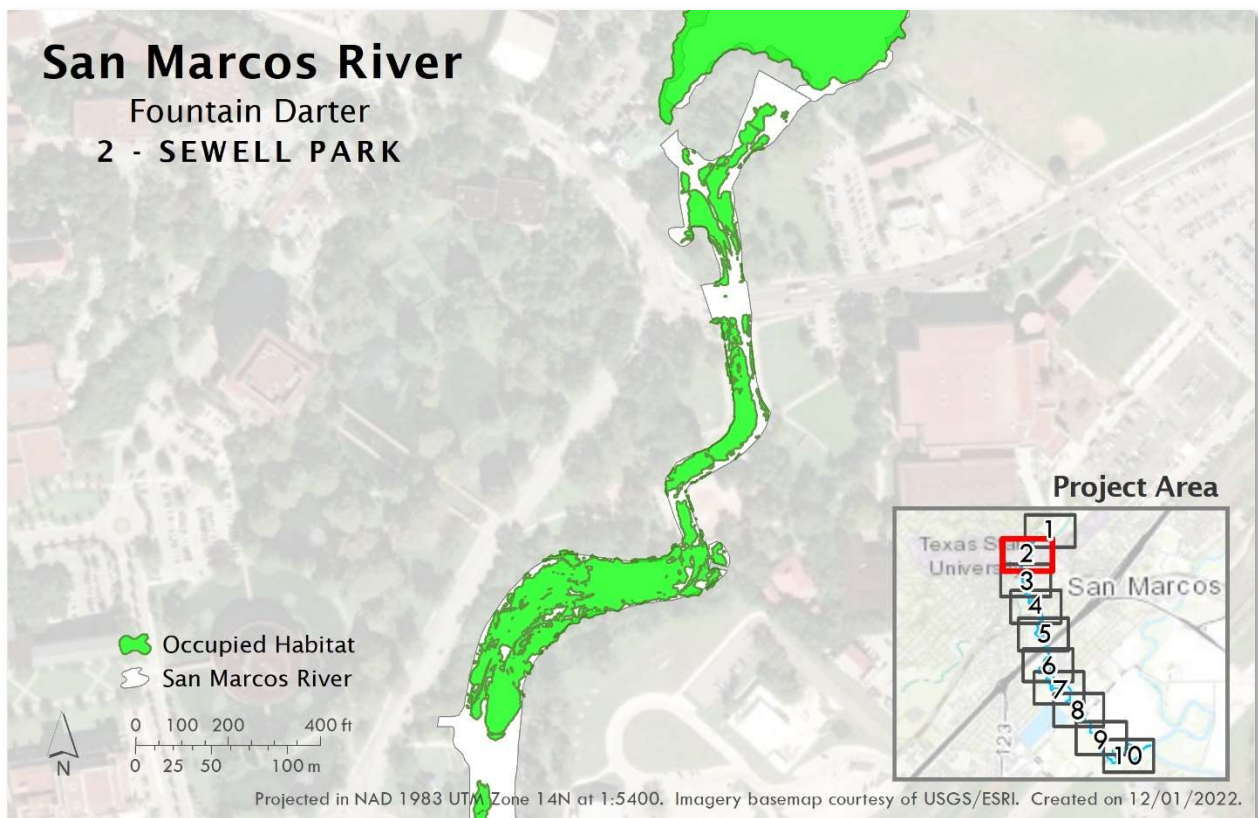 San Marcos River
Fountain Darter
2 - SEWELL PARK
Occupied Habitat
San Marcos River
0 100 200 400 ft
0 25 50 100 m
N
Project Area
1
Texas Sta
2
Univers
3
San Marcos
4
5
6
7
8
123
9
10
Projected in NAD 1983 UTM Zone 14N at 1:5400. Imagery basemap courtesy of USGS/ESRI. Created on 12/01/2022.